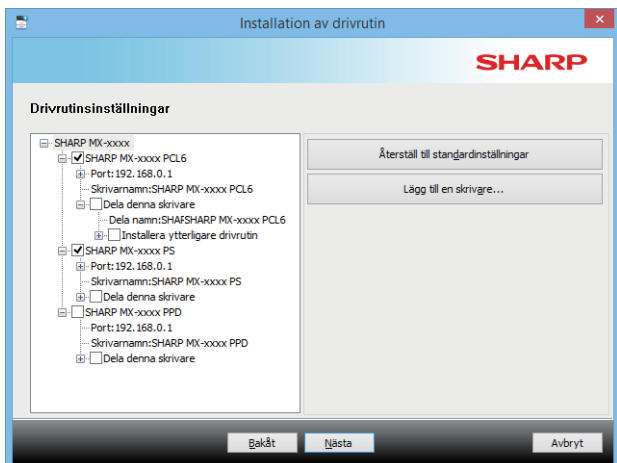 Installation av drivrutin
SHARP
Drivrutinsinställningar
SHARP MX-xxxx
SHARP MX-xxxx PCL6
Port:192.168.0.1
Skrivarnamn:SHARP MX-xxxx PCL6
Dela denna skrivare
Dela namn:SHAFSHARP MX-xxxx PCL6
Installera ytterligare drivrutin
SHARP MX-xxxx PS
Port:192.168.0.1
Skrivarnamn:SHARP MX-xxxx PS
Dela denna skrivare
SHARP MX-xxxx PPD
Port:192.168.0.1
Skrivarnamn:SHARP MX-xxxx PPD
Dela denna skrivare
Återställ till standardinställningar
Lägg till en skrivare...
Bakåt
Nästa
Avbryt